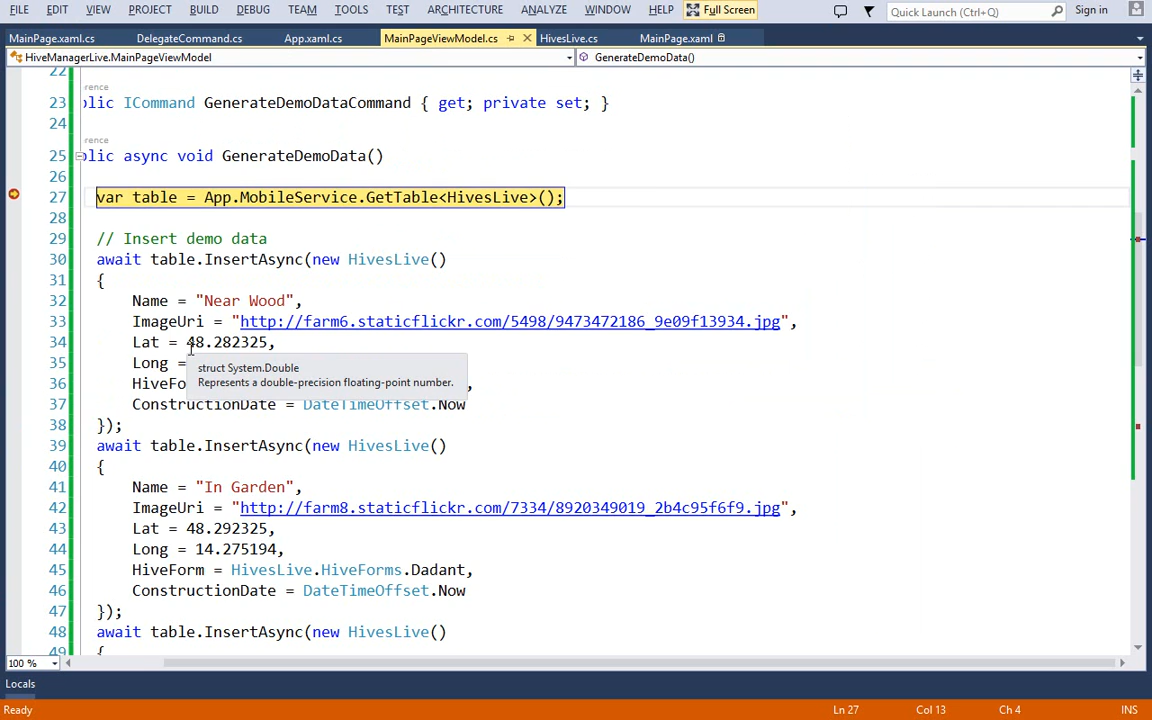 FILE EDIT VIEW PROJECT BUILD DEBUG TEAM TOOLS TEST ARCHITECTURE ANALYZE WINDOW HELP Full Screen Quick Launch (Ctrl+Q) Sign in
MainPage.xaml.cs DelegateCommand.cs App.xaml.cs MainPageViewModel.cs HivesLive.cs MainPage.xaml
HiveManagerLive.MainPageViewModel GenerateDemoData()
22
rence
23 blic ICommand GenerateDemoDataCommand { get; private set; }
24
rence
25 blic async void GenerateDemoData()
26
27 var table = App.MobileService.GetTable<HivesLive>();
28
29 // Insert demo data
30 await table.InsertAsync(new HivesLive()
31 {
32 Name = "Near Wood",
33 ImageUri = "http://farm6.staticflickr.com/5498/9473472186_9e09f13934.jpg",
34 Lat = 48.282325,
35 Long =
struct System.Double
Represents a double-precision floating-point number.
36 HiveFo ,
37 ConstructionDate = DateTimeOffset.Now
38 });
39 await table.InsertAsync(new HivesLive()
40 {
41 Name = "In Garden",
42 ImageUri = "http://farm8.staticflickr.com/7334/8920349019_2b4c95f6f9.jpg",
43 Lat = 48.292325,
44 Long = 14.275194,
45 HiveForm = HivesLive.HiveForms.Dadant,
46 ConstructionDate = DateTimeOffset.Now
47 });
48 await table.InsertAsync(new HivesLive()
49 {
100 %
Locals
Ready Ln 27 Col 13 Ch 4 INS